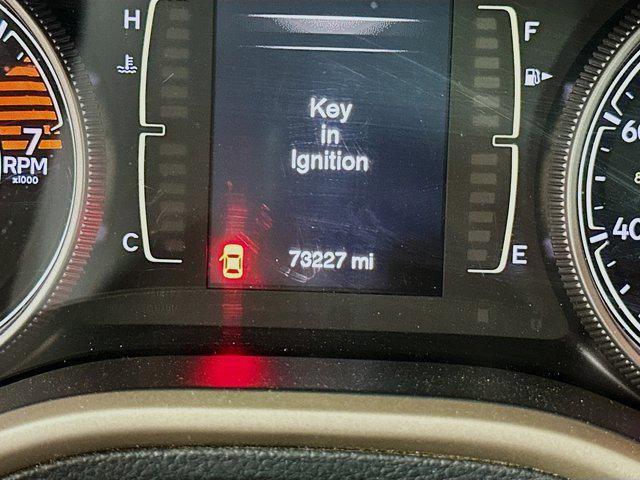 H
F
Key
in
Ignition
7
RPM
x1000
60
40
C
E
73227 mi